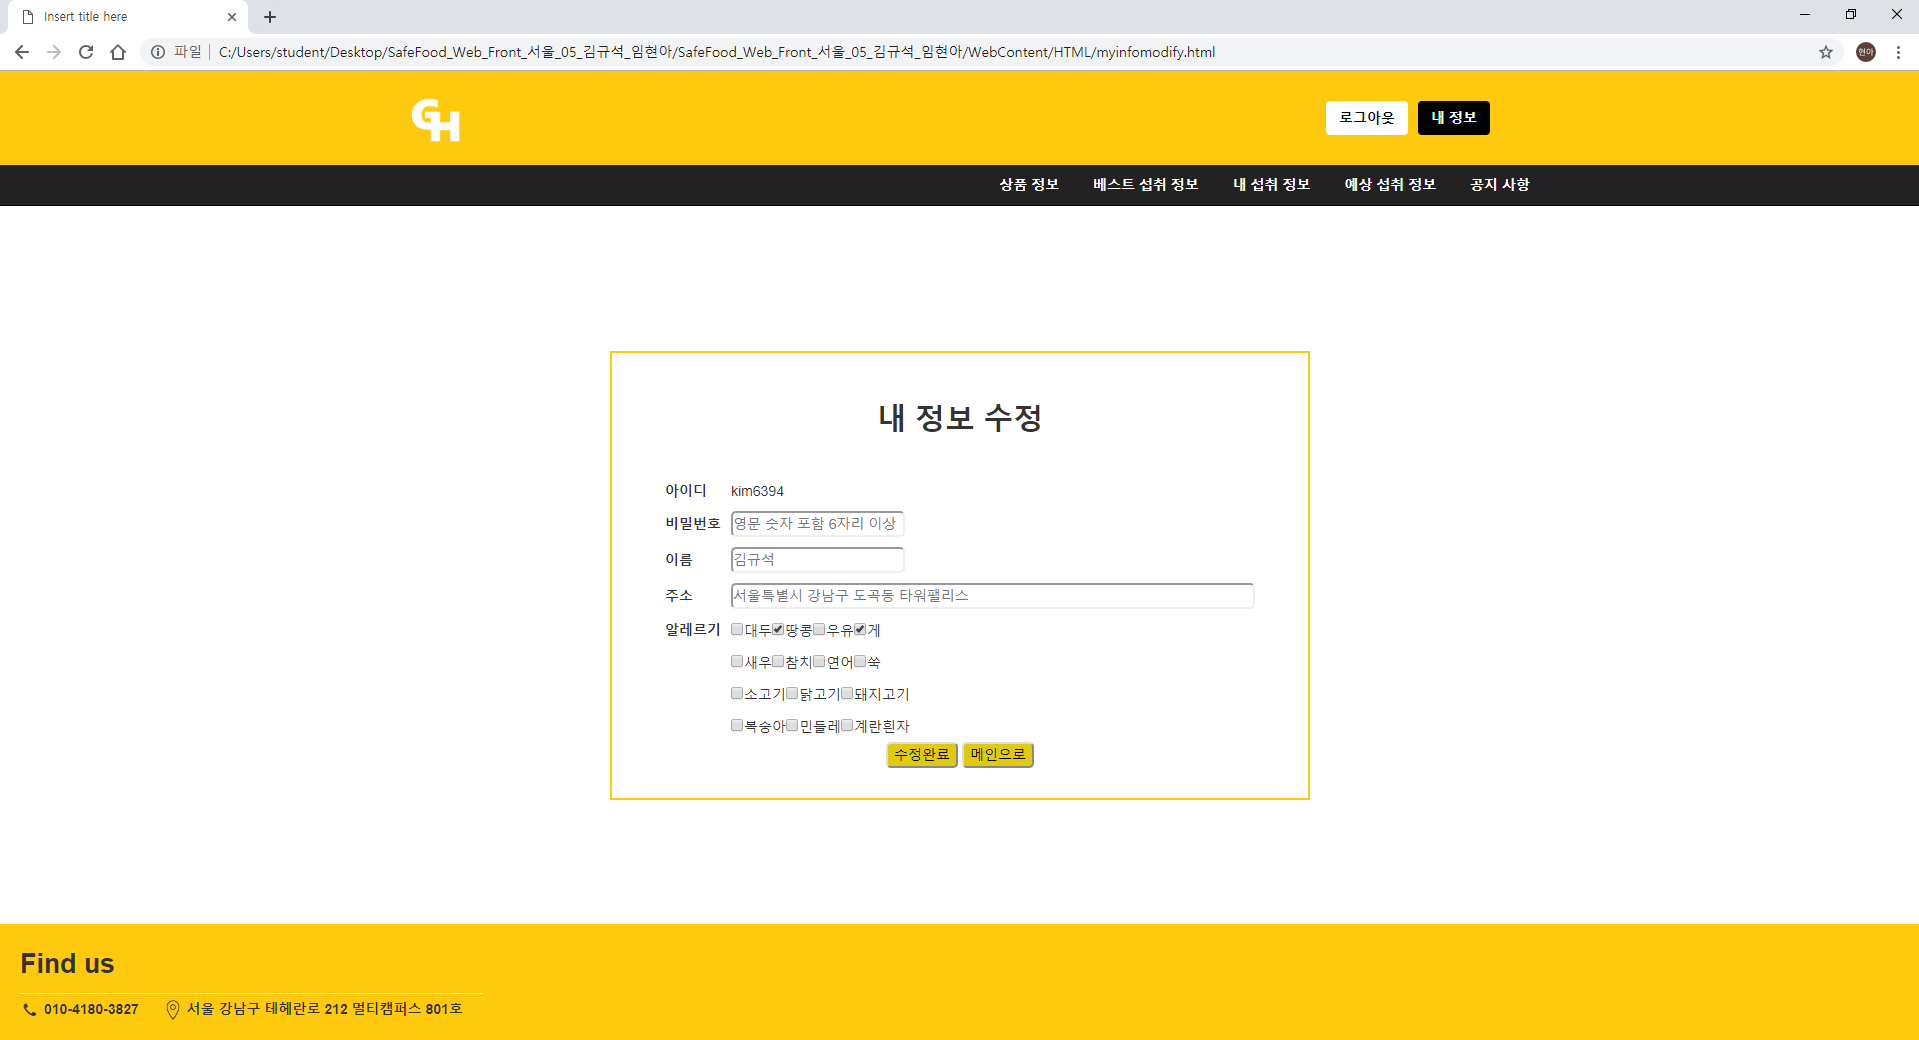 Insert title here
파일 C:/Users/student/Desktop/SafeFood_Web_Front_서울_05_김규석_임현아/SafeFood_Web_Front_서울_05_김규석_임현아/WebContent/HTML/myinfomodify.html 현아
GH 로그아웃 내 정보
상품 정보 베스트 섭취 정보 내 섭취 정보 예상 섭취 정보 공지 사항
내 정보 수정
아이디 kim6394
비밀번호 영문 숫자 포함 6자리 이상
이름 김규석
주소 서울특별시 강남구 도곡동 타워팰리스
알레르기 대두 땅콩 우유 게
새우 참치 연어 쑥
소고기 닭고기 돼지고기
복숭아 민들레 계란흰자
수정완료 메인으로
Find us
010-4180-3827 서울 강남구 테헤란로 212 멀티캠퍼스 801호